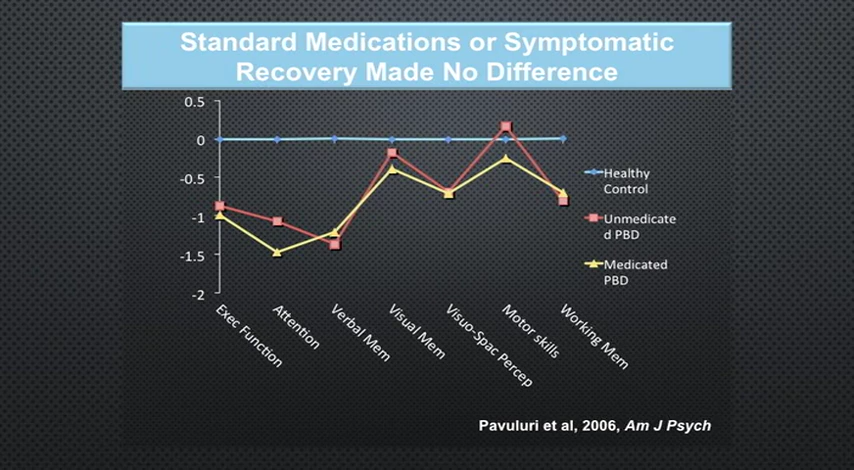 Standard Medications or Symptomatic
Recovery Made No Difference
0.5
0
-0.5
-1
-1.5
-2
Exec Function
Attention
Verbal Mem
Visual Mem
Visuo-Spac Percep
Motor skills
Working Mem
Healthy
Control
Unmedicate
d PBD
Medicated
PBD
Pavuluri et al, 2006, Am J Psych